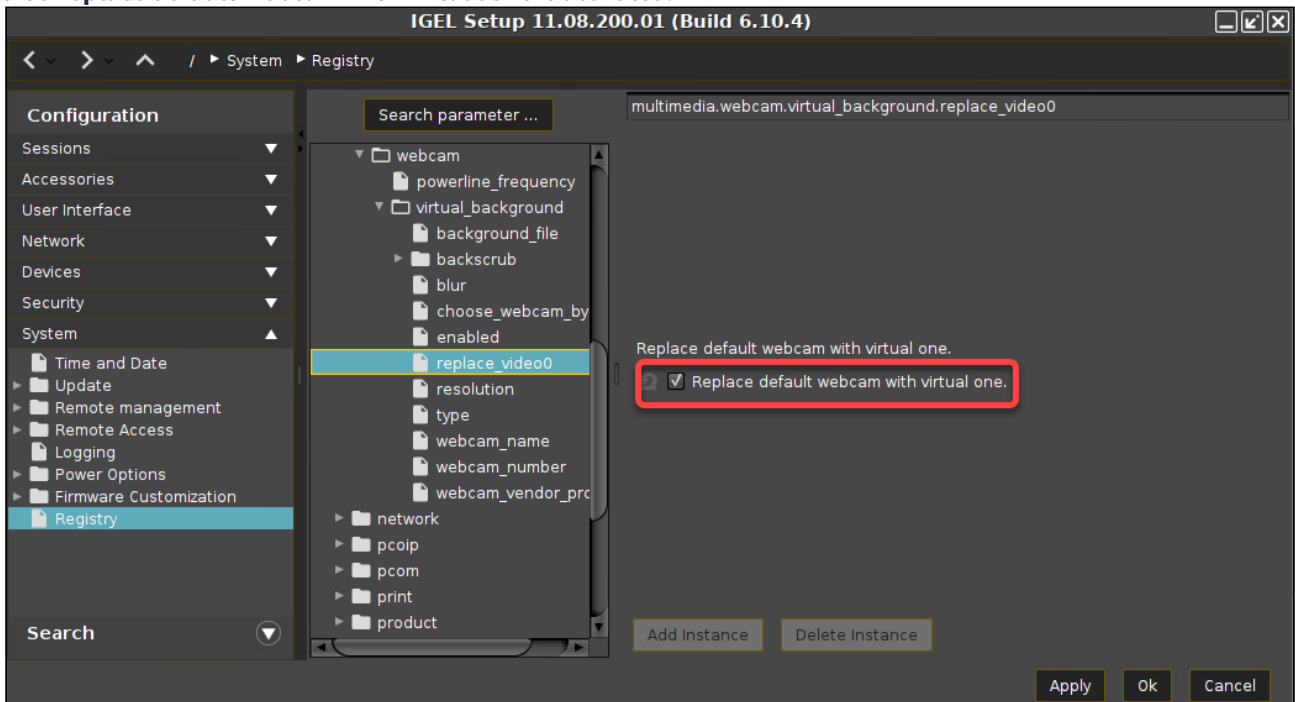 IGEL Setup 11.08.200.01 (Build 6.10.4)
/ System Registry
Configuration
Sessions
Accessories
User Interface
Network
Devices
Security
System
Time and Date
Update
Remote management
Remote Access
Logging
Power Options
Firmware Customization
Registry
Search
Search parameter ...
webcam
powerline_frequency
virtual_background
background_file
backscrub
blur
choose_webcam_by
enabled
replace_video0
resolution
type
webcam_name
webcam_number
webcam_vendor_pro
network
pcoip
pcom
print
product
multimedia.webcam.virtual_background.replace_video0
Replace default webcam with virtual one.
Replace default webcam with virtual one.
Add Instance Delete Instance
Apply Ok Cancel